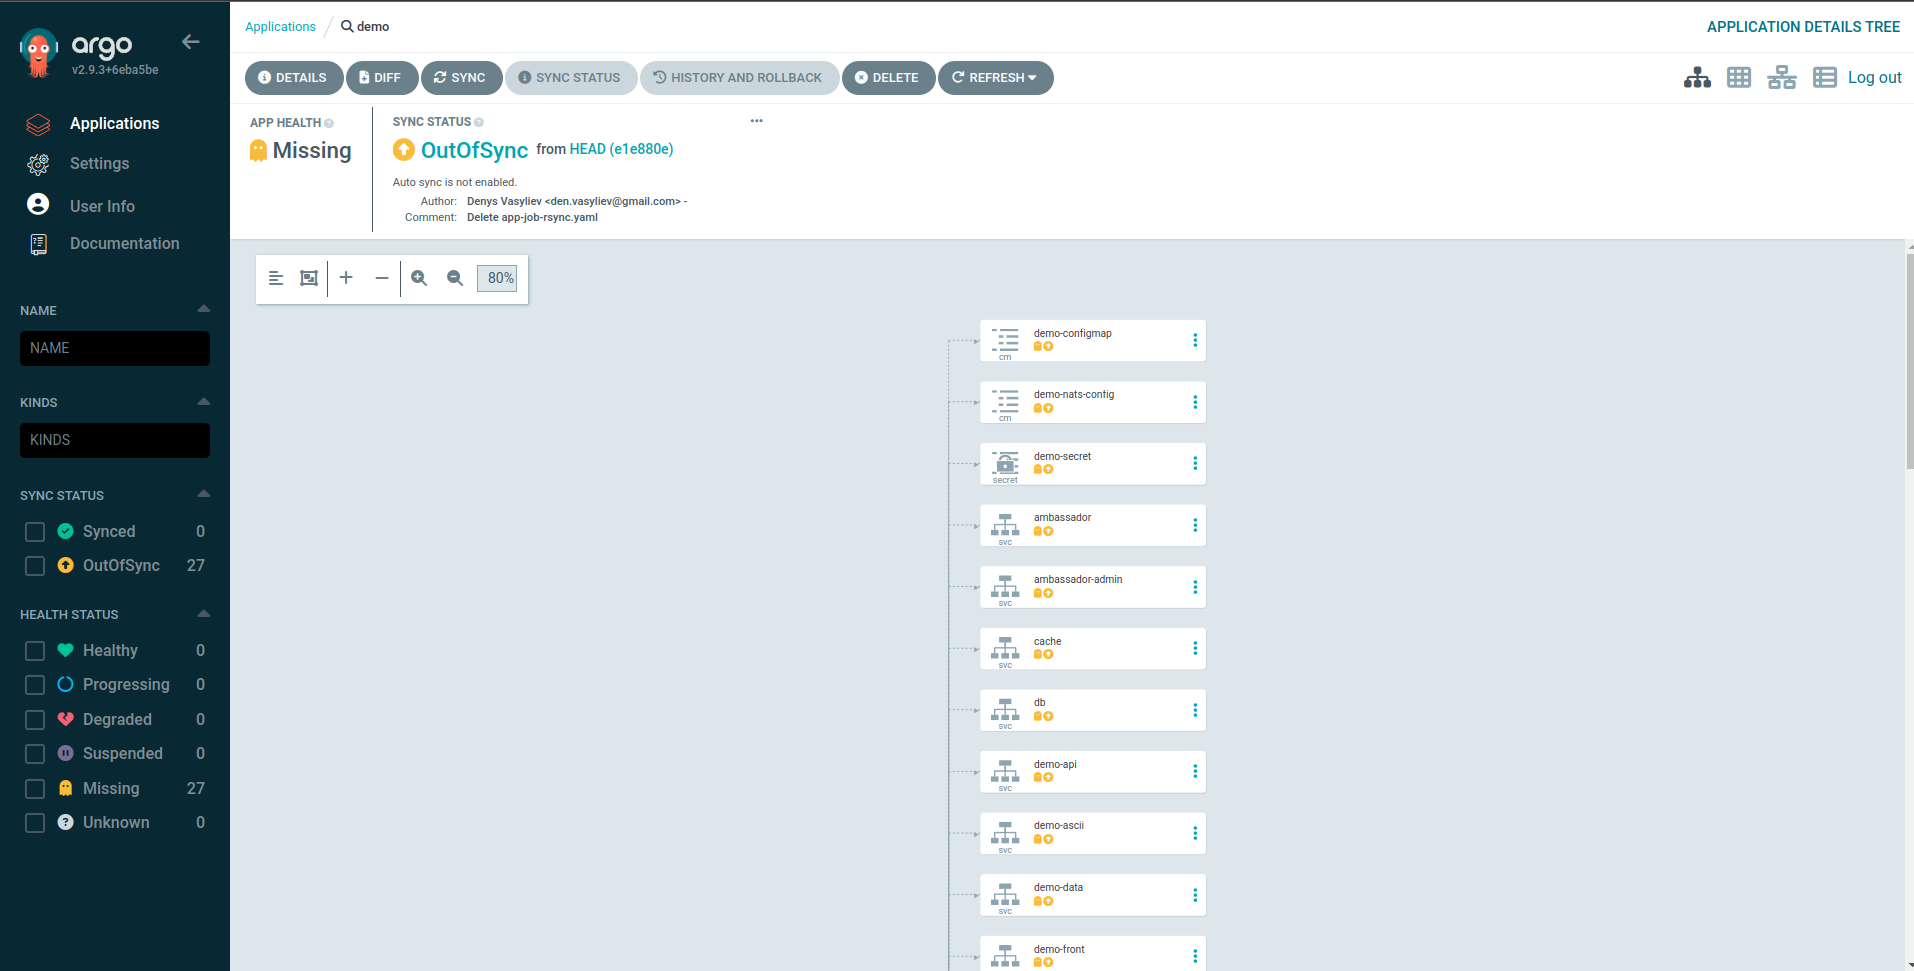 argo
v2.9.3+6eba5be
Applications
Settings
User Info
Documentation
NAME
NAME
KINDS
KINDS
SYNC STATUS
Synced 0
OutOfSync 27
HEALTH STATUS
Healthy 0
Progressing 0
Degraded 0
Suspended 0
Missing 27
Unknown 0
Applications / demo
APPLICATION DETAILS TREE
DETAILS DIFF SYNC SYNC STATUS HISTORY AND ROLLBACK DELETE REFRESH
Log out
APP HEALTH
Missing
SYNC STATUS
OutOfSync from HEAD (e1e880e)
Auto sync is not enabled.
Author: Denys Vasyliev <den.vasyliev@gmail.com> -
Comment: Delete app-job-rsync.yaml
80%
demo-configmap
cm
demo-nats-config
cm
demo-secret
secret
ambassador
svc
ambassador-admin
svc
cache
svc
db
svc
demo-api
svc
demo-ascii
svc
demo-data
svc
demo-front